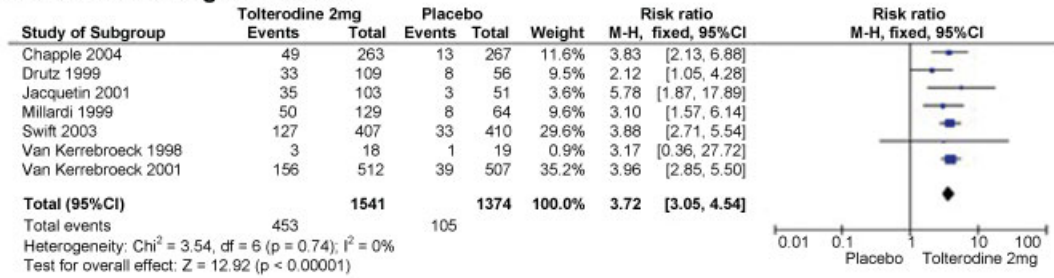 Tolterodine 2mg Placebo Risk ratio Risk ratio
Study of Subgroup Events Total Events Total Weight M-H, fixed, 95%CI M-H, fixed, 95%CI
Chapple 2004 49 263 13 267 11.6% 3.83 [2.13, 6.88]
Drutz 1999 33 109 8 56 9.5% 2.12 [1.05, 4.28]
Jacquetin 2001 35 103 3 51 3.6% 5.78 [1.87, 17.89]
Millardi 1999 50 129 8 64 9.6% 3.10 [1.57, 6.14]
Swift 2003 127 407 33 410 29.6% 3.88 [2.71, 5.54]
Van Kerrebroeck 1998 3 18 1 19 0.9% 3.17 [0.36, 27.72]
Van Kerrebroeck 2001 156 512 39 507 35.2% 3.96 [2.85, 5.50]
Total (95%CI) 1541 1374 100.0% 3.72 [3.05, 4.54]
Total events 453 105
Heterogeneity: Chi² = 3.54, df = 6 (p = 0.74); I² = 0%
Test for overall effect: Z = 12.92 (p < 0.00001)
0.01 0.1 1 10 100
Placebo Tolterodine 2mg